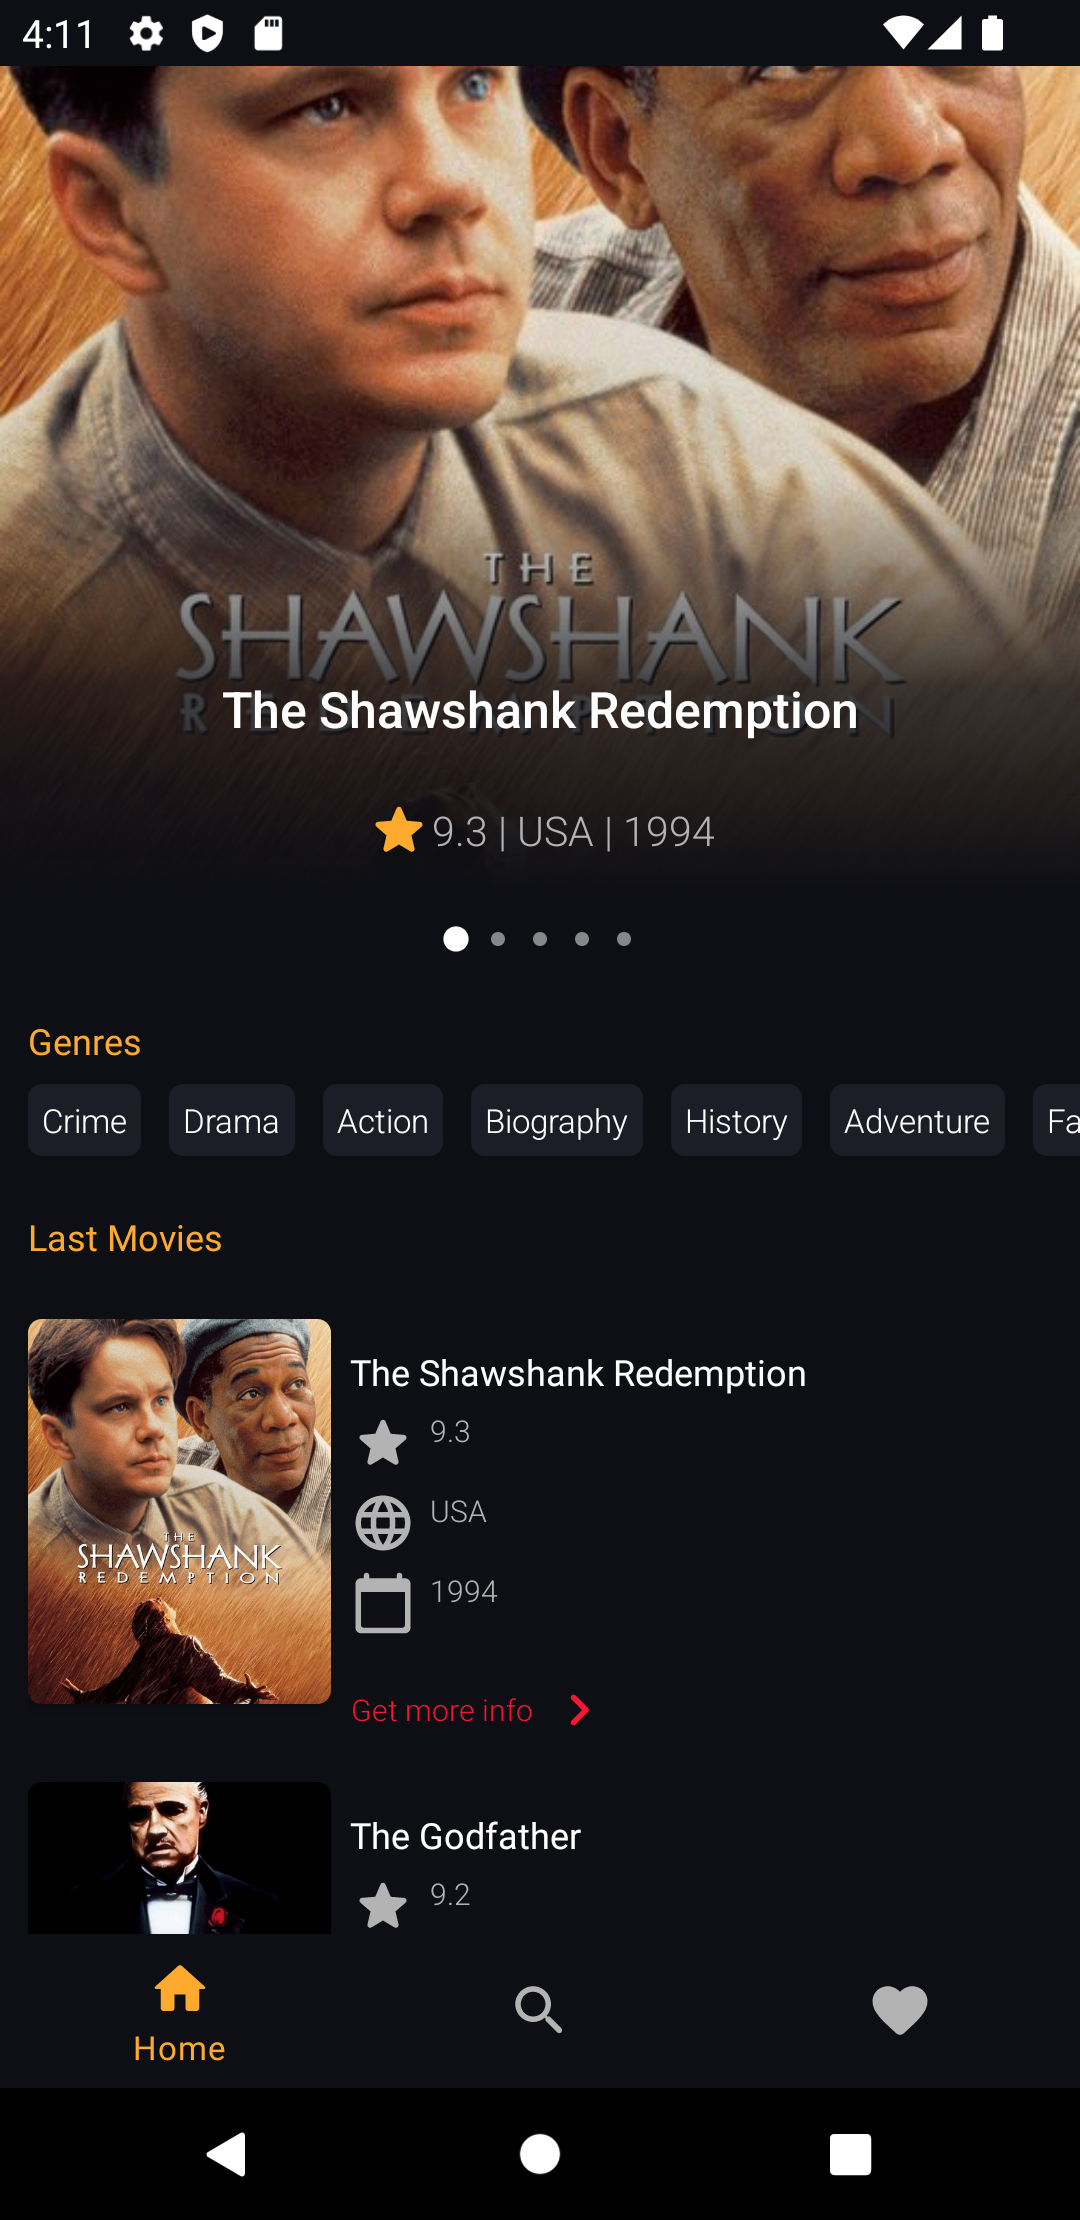 4:11
THE
SHAWSHANK
REDEMPTION
The Shawshank Redemption
9.3 | USA | 1994
Genres
Crime
Drama
Action
Biography
History
Adventure
Fa
Last Movies
THE
SHAWSHANK
REDEMPTION
The Shawshank Redemption
9.3
USA
1994
Get more info
The Godfather
9.2
Home